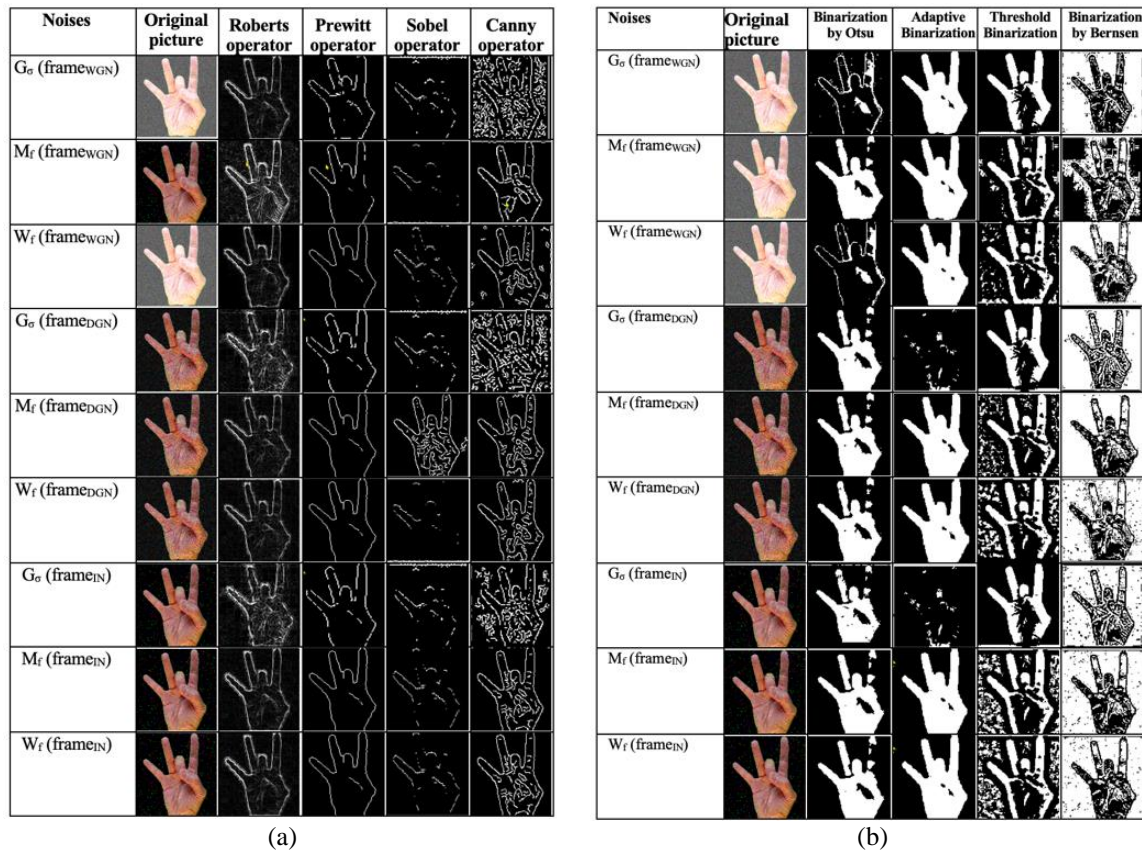 Noises Original picture Roberts operator Prewitt operator Sobel operator Canny operator
Gσ (frameWGN)
Mf (frameWGN)
Wf (frameWGN)
Gσ (frameDGN)
Mf (frameDGN)
Wf (frameDGN)
Gσ (frameIN)
Mf (frameIN)
Wf (frameIN)
(a)
Noises Original picture Binarization by Otsu Adaptive Binarization Threshold Binarization Binarization by Bernsen
Gσ (frameWGN)
Mf (frameWGN)
Wf (frameWGN)
Gσ (frameDGN)
Mf (frameDGN)
Wf (frameDGN)
Gσ (frameIN)
Mf (frameIN)
Wf (frameIN)
(b)